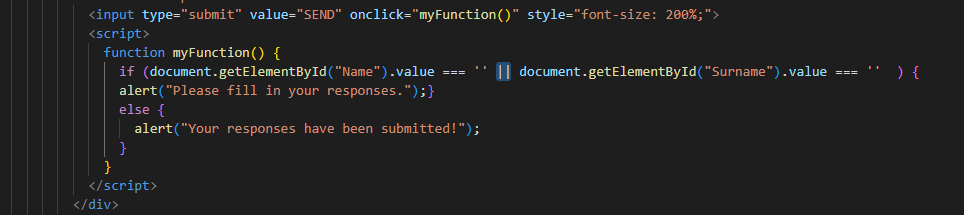 <input type="submit" value="SEND" onclick="myFunction()" style="font-size: 200%;">
<script>
function myFunction() {
if (document.getElementById("Name").value === '' || document.getElementById("Surname").value === ''  ) {
alert("Please fill in your responses.");}
else {
alert("Your responses have been submitted!");
}
}
</script>
</div>